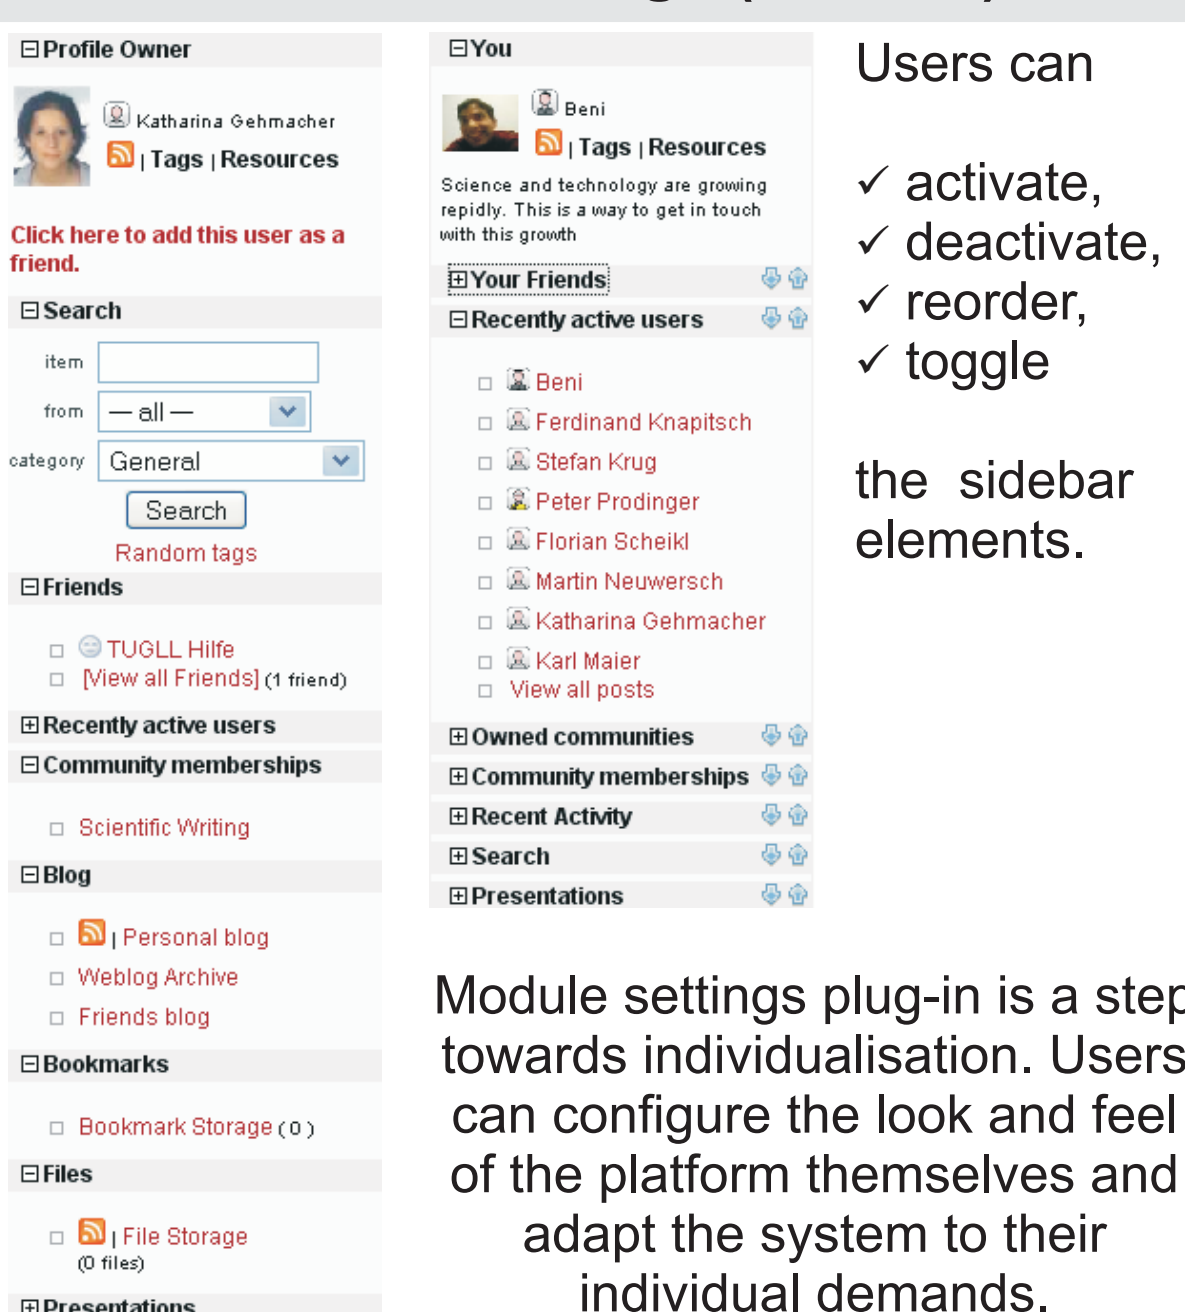 Profile Owner
Katharina Gehmacher
| Tags | Resources
Click here to add this user as a
friend.
Search
item
from
— all —
category
General
Search
Random tags
Friends
TUGLL Hilfe
[View all Friends] (1 friend)
Recently active users
Community memberships
Scientific Writing
Blog
| Personal blog
Weblog Archive
Friends blog
Bookmarks
Bookmark Storage (0)
Files
| File Storage
(0 files)
Presentations
You
Beni
| Tags | Resources
Science and technology are growing
repidly. This is a way to get in touch
with this growth
Your Friends
Recently active users
Beni
Ferdinand Knapitsch
Stefan Krug
Peter Prodinger
Florian Scheikl
Martin Neuwersch
Katharina Gehmacher
Karl Maier
View all posts
Owned communities
Community memberships
Recent Activity
Search
Presentations
Users can
✓ activate,
✓ deactivate,
✓ reorder,
✓ toggle
the sidebar
elements.
Module settings plug-in is a step
towards individualisation. Users
can configure the look and feel
of the platform themselves and
adapt the system to their
individual demands.